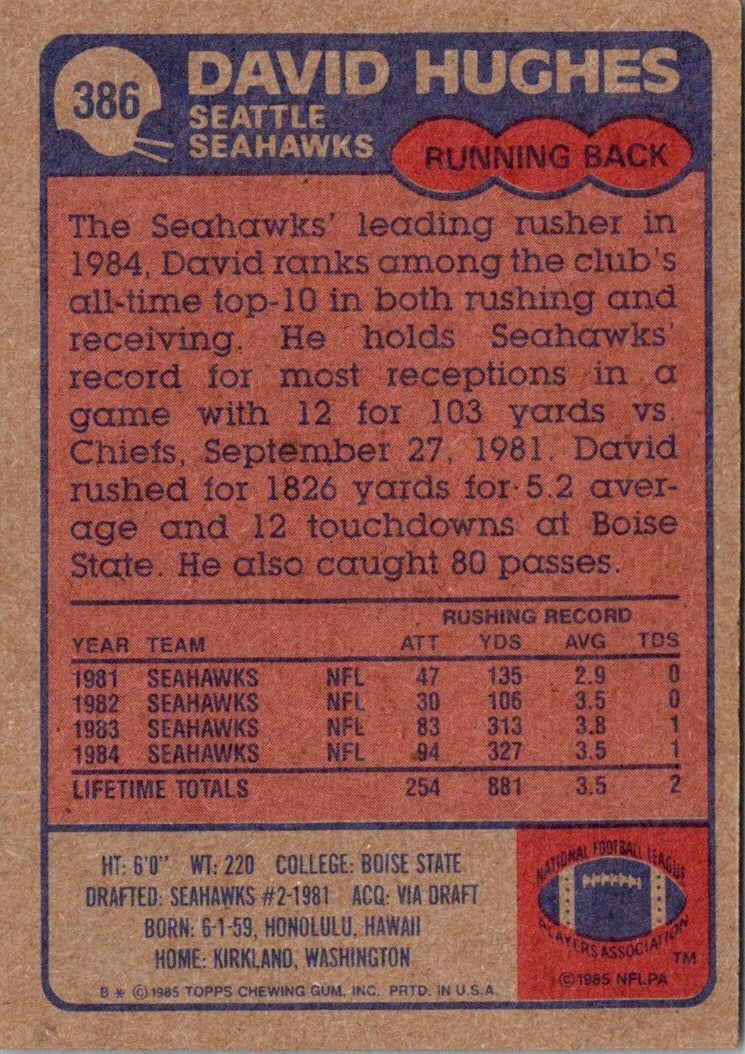 386
DAVID HUGHES
SEATTLE
SEAHAWKS
RUNNING BACK
The Seahawks' leading rusher in
1984, David ranks among the club's
all-time top-10 in both rushing and
receiving. He holds Seahawks'
record for most receptions in a
game with 12 for 103 yards vs.
Chiefs, September 27, 1981. David
rushed for 1826 yards for 5.2 aver-
age and 12 touchdowns at Boise
State. He also caught 80 passes.
RUSHING RECORD
YEAR TEAM ATT YDS AVG TDS
1981 SEAHAWKS NFL 47 135 2.9 0
1982 SEAHAWKS NFL 30 106 3.5 0
1983 SEAHAWKS NFL 83 313 3.8 1
1984 SEAHAWKS NFL 94 327 3.5 1
LIFETIME TOTALS 254 881 3.5 2
HT: 6'0" WT: 220 COLLEGE: BOISE STATE
DRAFTED: SEAHAWKS #2-1981 ACQ: VIA DRAFT
BORN: 6-1-59, HONOLULU, HAWAII
HOME: KIRKLAND, WASHINGTON
B * © 1985 TOPPS CHEWING GUM, INC. PRTD. IN U.S.A.
NATIONAL FOOTBALL LEAGUE
PLAYERS ASSOCIATION
TM
© 1985 NFLPA